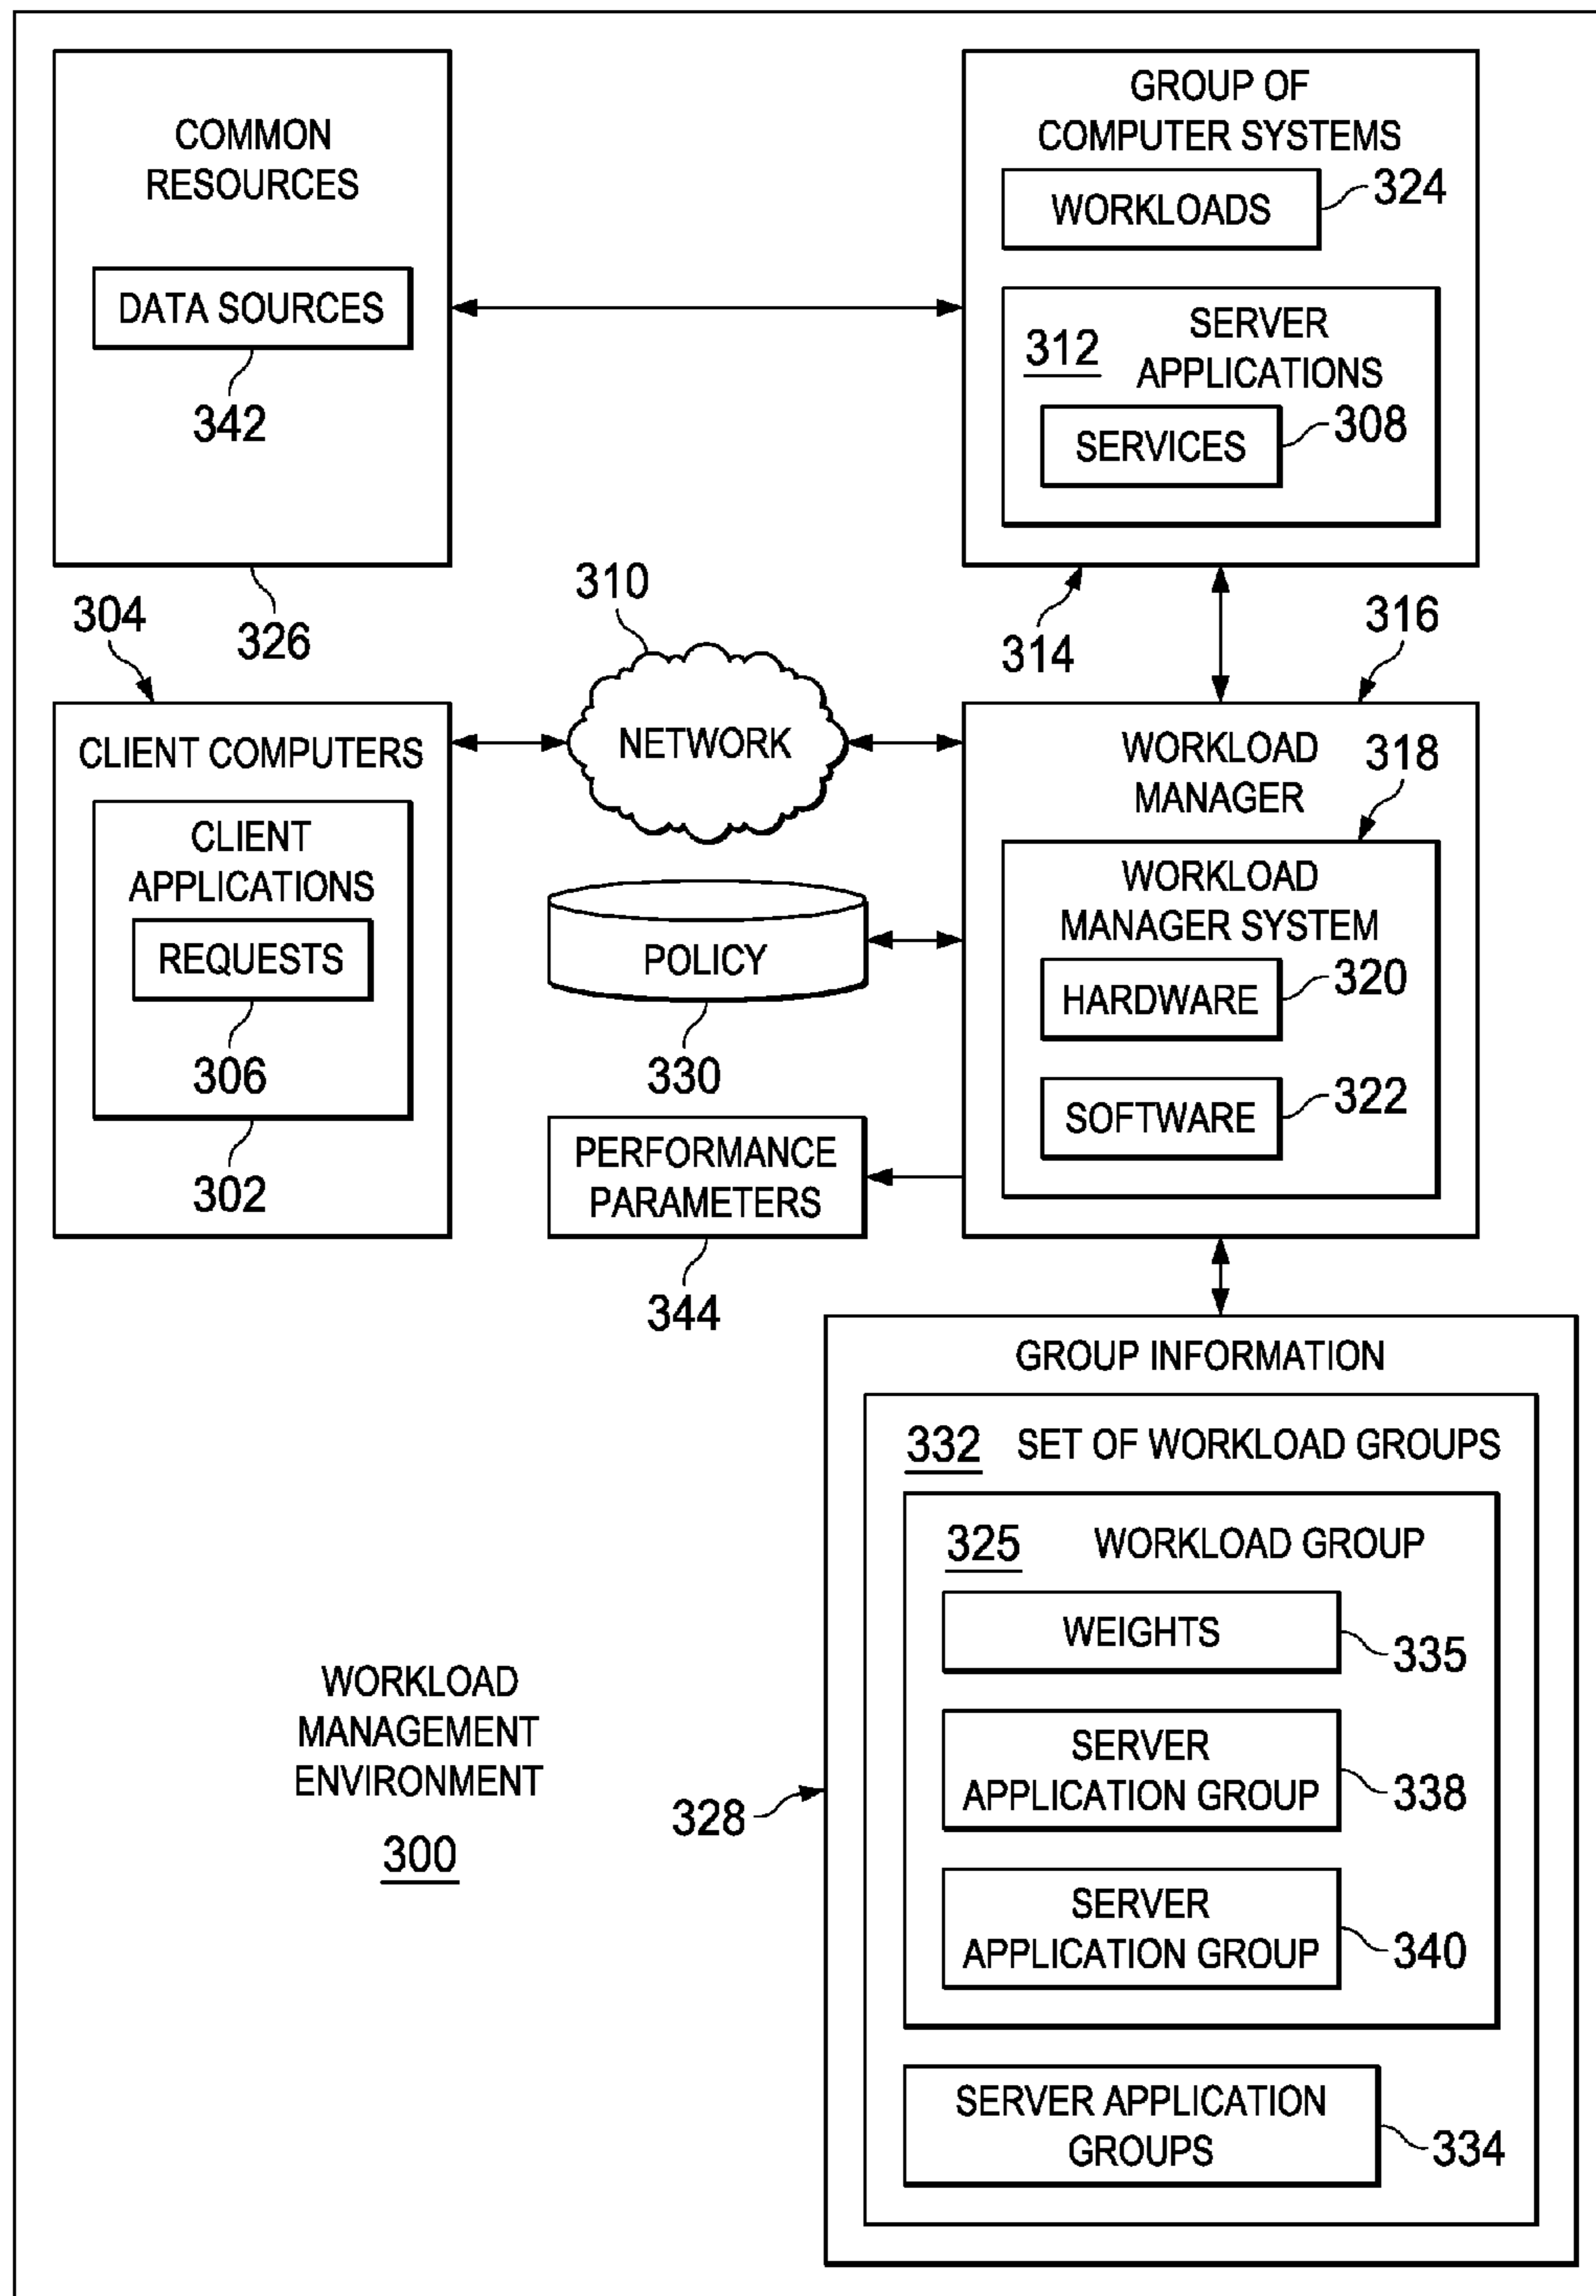 COMMON
RESOURCES
DATA SOURCES
342
326
GROUP OF
COMPUTER SYSTEMS
WORKLOADS
324
312
SERVER
APPLICATIONS
SERVICES
308
314
304
CLIENT COMPUTERS
CLIENT
APPLICATIONS
REQUESTS
306
302
310
NETWORK
POLICY
330
PERFORMANCE
PARAMETERS
344
316
WORKLOAD
MANAGER
318
WORKLOAD
MANAGER SYSTEM
HARDWARE
320
SOFTWARE
322
GROUP INFORMATION
332 SET OF WORKLOAD GROUPS
325 WORKLOAD GROUP
WEIGHTS
335
SERVER
APPLICATION GROUP
338
SERVER
APPLICATION GROUP
340
SERVER APPLICATION
GROUPS
334
328
WORKLOAD
MANAGEMENT
ENVIRONMENT
300